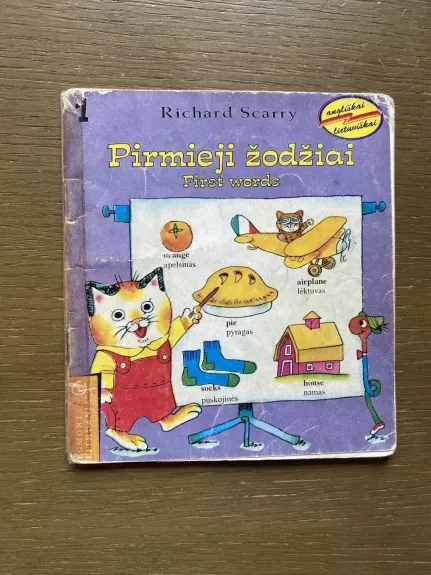 1
Richard Scarry
angliškai
lietuviškai
Pirmieji žodžiai
First words
orange
apelsinas
airplane
lėktuvas
pie
pyragas
socks
puskojinės
house
namas
EGMONT